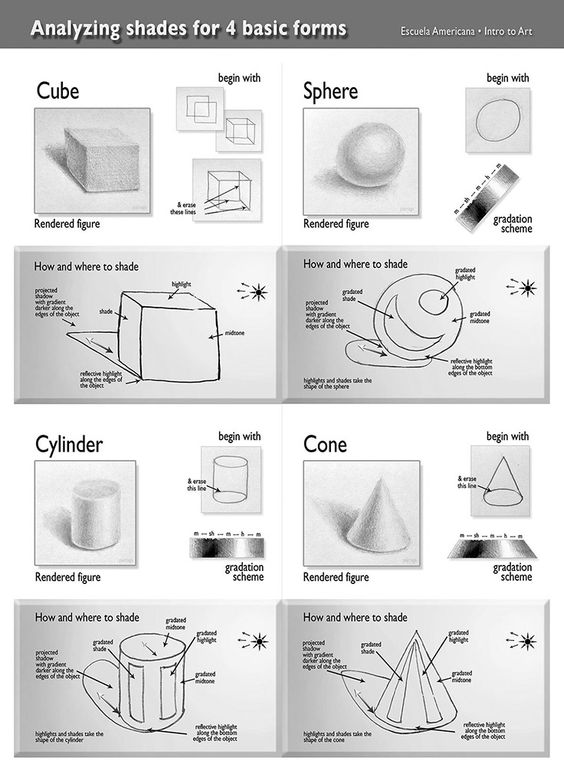 Analyzing shades for 4 basic forms
Escuela Americana • Intro to Art
Cube
begin with
& erase
these lines
Rendered figure
How and where to shade
highlight
projected
shadow
with gradient
darker along the
edges of the
object
shade
midtone
reflective highlight
along the edges of
the object
Sphere
begin with
m — sh — m — h — m
gradation
scheme
Rendered figure
How and where to shade
gradated
highlight
gradated
shade
projected
shadow
with gradient
darker along the
edges of the
object
gradated
midtone
reflective highlight
along the bottom
edges of the object
highlights and shades take the
shape of the sphere
Cylinder
begin with
& erase
this line
m — sh — m — h — m
gradation
scheme
Rendered figure
How and where to shade
gradated
midtone
gradated
shade
gradated
highlight
projected
shadow
with gradient
darker along the
edges of the object
gradated
midtone
reflective highlight
along the bottom
edges of the object
highlights and shades take the
shape of the cylinder
Cone
begin with
& erase
this line
m — sh — m — h — m
gradation
scheme
Rendered figure
How and where to shade
gradated
highlight
gradated
shade
projected
shadow
with gradient
darker along the
edges of the object
gradated
midtone
reflective highlight
along the bottom
edges of the object
highlights and shades take the
shape of the cone